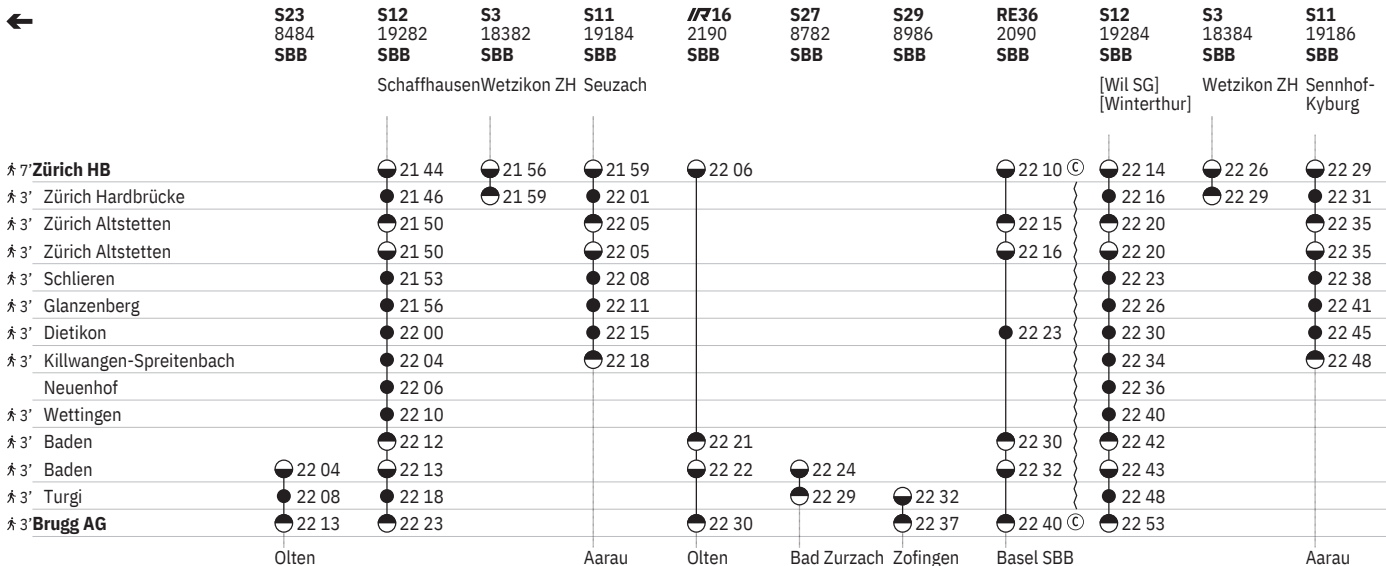 ← S23 S12 S3 S11 IR16 S27 S29 RE36 S12 S3 S11
8484 19282 18382 19184 2190 8782 8986 2090 19284 18384 19186
SBB SBB SBB SBB SBB SBB SBB SBB SBB SBB SBB
Schaffhausen Wetzikon ZH Seuzach [Wil SG] Wetzikon ZH Sennhof-
[Winterthur] Kyburg
7' Zürich HB 21 44 21 56 21 59 22 06 22 10 Ⓒ 22 14 22 26 22 29
3' Zürich Hardbrücke 21 46 21 59 22 01 22 16 22 29 22 31
3' Zürich Altstetten 21 50 22 05 22 15 22 20 22 35
3' Zürich Altstetten 21 50 22 05 22 16 22 20 22 35
3' Schlieren 21 53 22 08 22 23 22 38
3' Glanzenberg 21 56 22 11 22 26 22 41
3' Dietikon 22 00 22 15 22 23 22 30 22 45
3' Killwangen-Spreitenbach 22 04 22 18 22 34 22 48
Neuenhof 22 06 22 36
3' Wettingen 22 10 22 40
3' Baden 22 12 22 21 22 30 22 42
3' Baden 22 04 22 13 22 22 22 24 22 32 22 43
3' Turgi 22 08 22 18 22 29 22 32 22 48
3' Brugg AG 22 13 22 23 22 30 22 37 22 40 Ⓒ 22 53
Olten Aarau Olten Bad Zurzach Zofingen Basel SBB Aarau